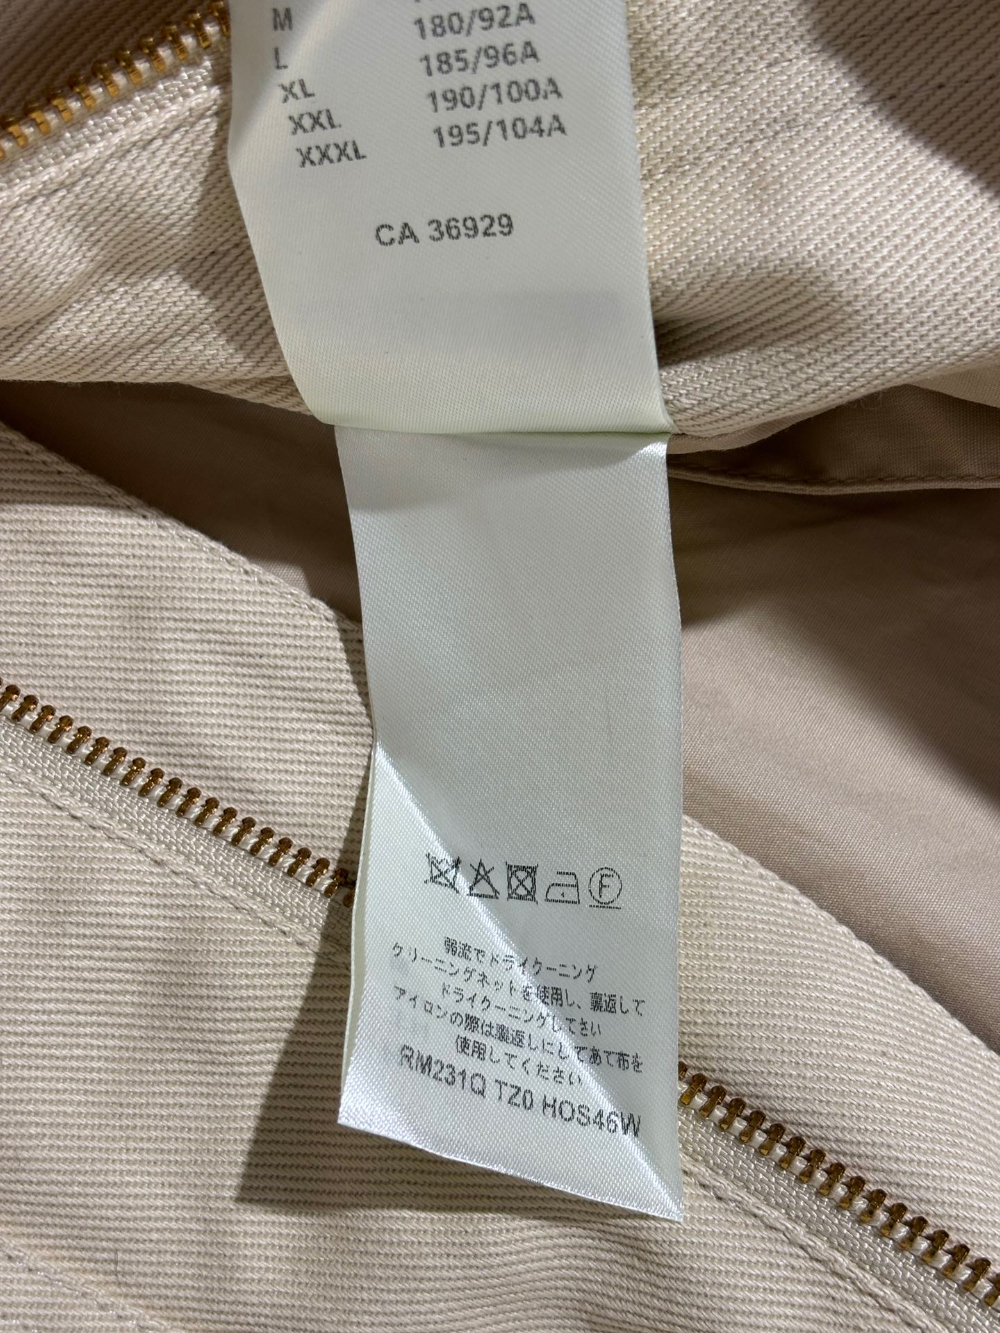 M 180/92A
L 185/96A
XL 190/100A
XXL 195/104A
XXXL
CA 36929
F
弱流でドライクーニング
クリーニングネットを使用し、裏返して
ドライクーニングしてさい
アイロンの際は裏返しにしてあて布を
使用してください
RM231Q TZ0 HOS46W